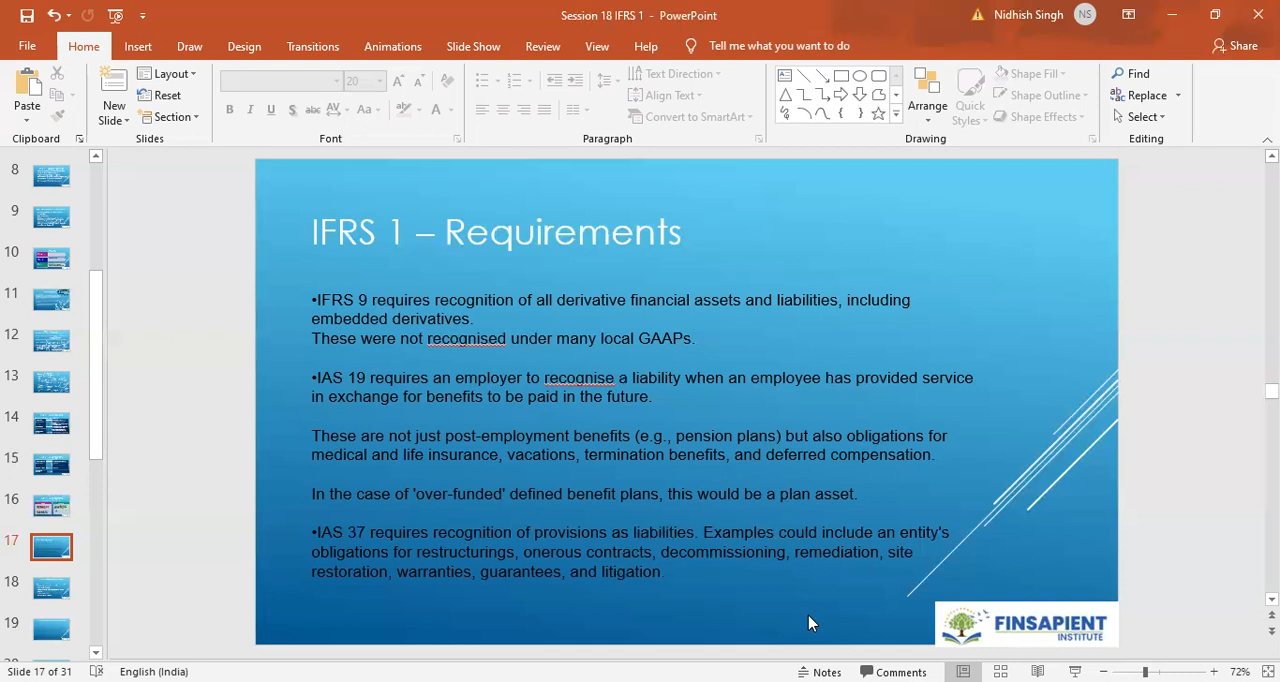 Session 18 IFRS 1 - PowerPoint
Nidhish Singh NS
File Home Insert Draw Design Transitions Animations Slide Show Review View Help Tell me what you want to do Share
Paste
New Slide
Layout
Reset
Section
20
B I U S abc AV Aa A
Text Direction
Align Text
Convert to SmartArt
Arrange
Quick Styles
Shape Fill
Shape Outline
Shape Effects
Find
Replace
Select
Clipboard Slides Font Paragraph Drawing Editing
8
9
10
11
12
13
14
15
16
17
18
19
IFRS 1 – Requirements
•IFRS 9 requires recognition of all derivative financial assets and liabilities, including
embedded derivatives.
These were not recognised under many local GAAPs.
•IAS 19 requires an employer to recognise a liability when an employee has provided service
in exchange for benefits to be paid in the future.
These are not just post-employment benefits (e.g., pension plans) but also obligations for
medical and life insurance, vacations, termination benefits, and deferred compensation.
In the case of 'over-funded' defined benefit plans, this would be a plan asset.
•IAS 37 requires recognition of provisions as liabilities. Examples could include an entity's
obligations for restructurings, onerous contracts, decommissioning, remediation, site
restoration, warranties, guarantees, and litigation.
FINSAPIENT
INSTITUTE
Slide 17 of 31 English (India) Notes Comments 72%